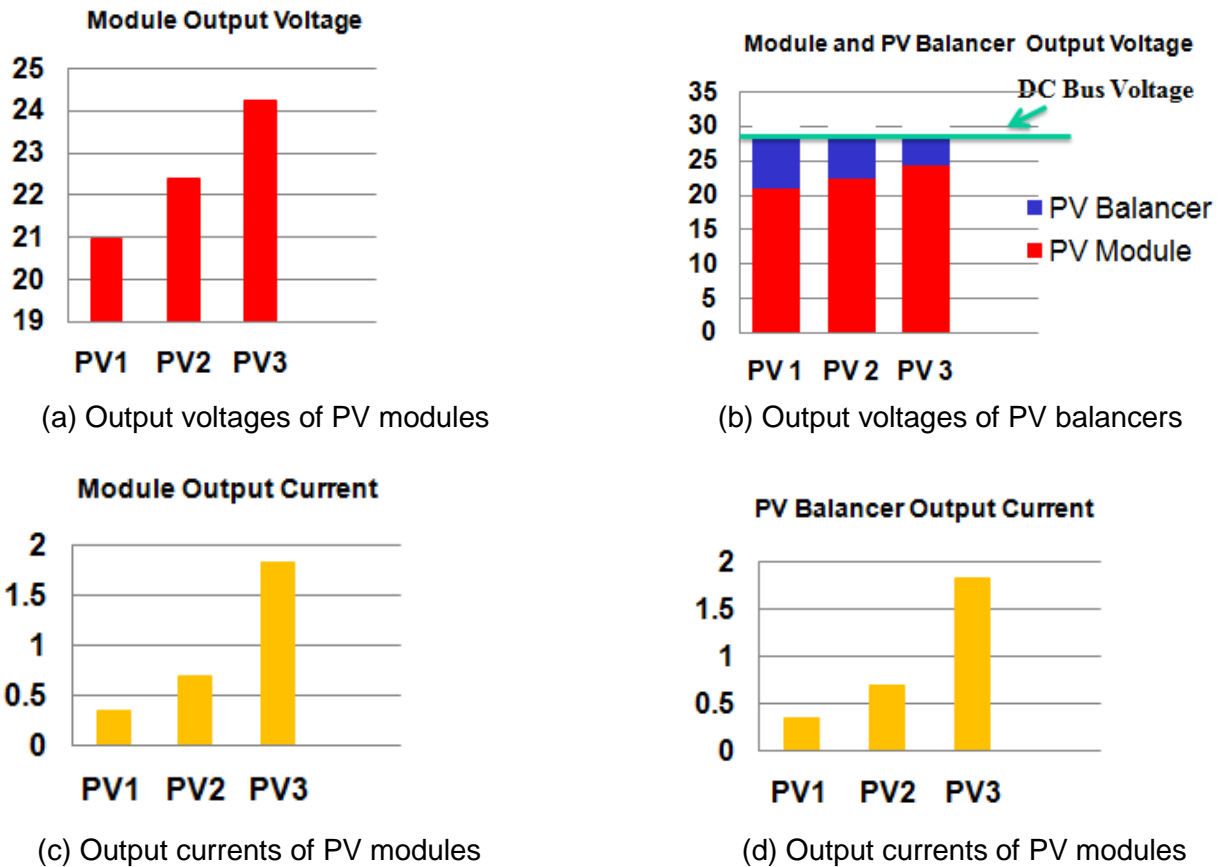 Module Output Voltage
25
24
23
22
21
20
19
PV1 PV2 PV3
(a) Output voltages of PV modules
Module and PV Balancer Output Voltage
DC Bus Voltage
35
30
25
20
15
10
5
0
PV Balancer
PV Module
PV 1 PV 2 PV 3
(b) Output voltages of PV balancers
Module Output Current
2
1.5
1
0.5
0
PV1 PV2 PV3
(c) Output currents of PV modules
PV Balancer Output Current
2
1.5
1
0.5
0
PV1 PV2 PV3
(d) Output currents of PV modules